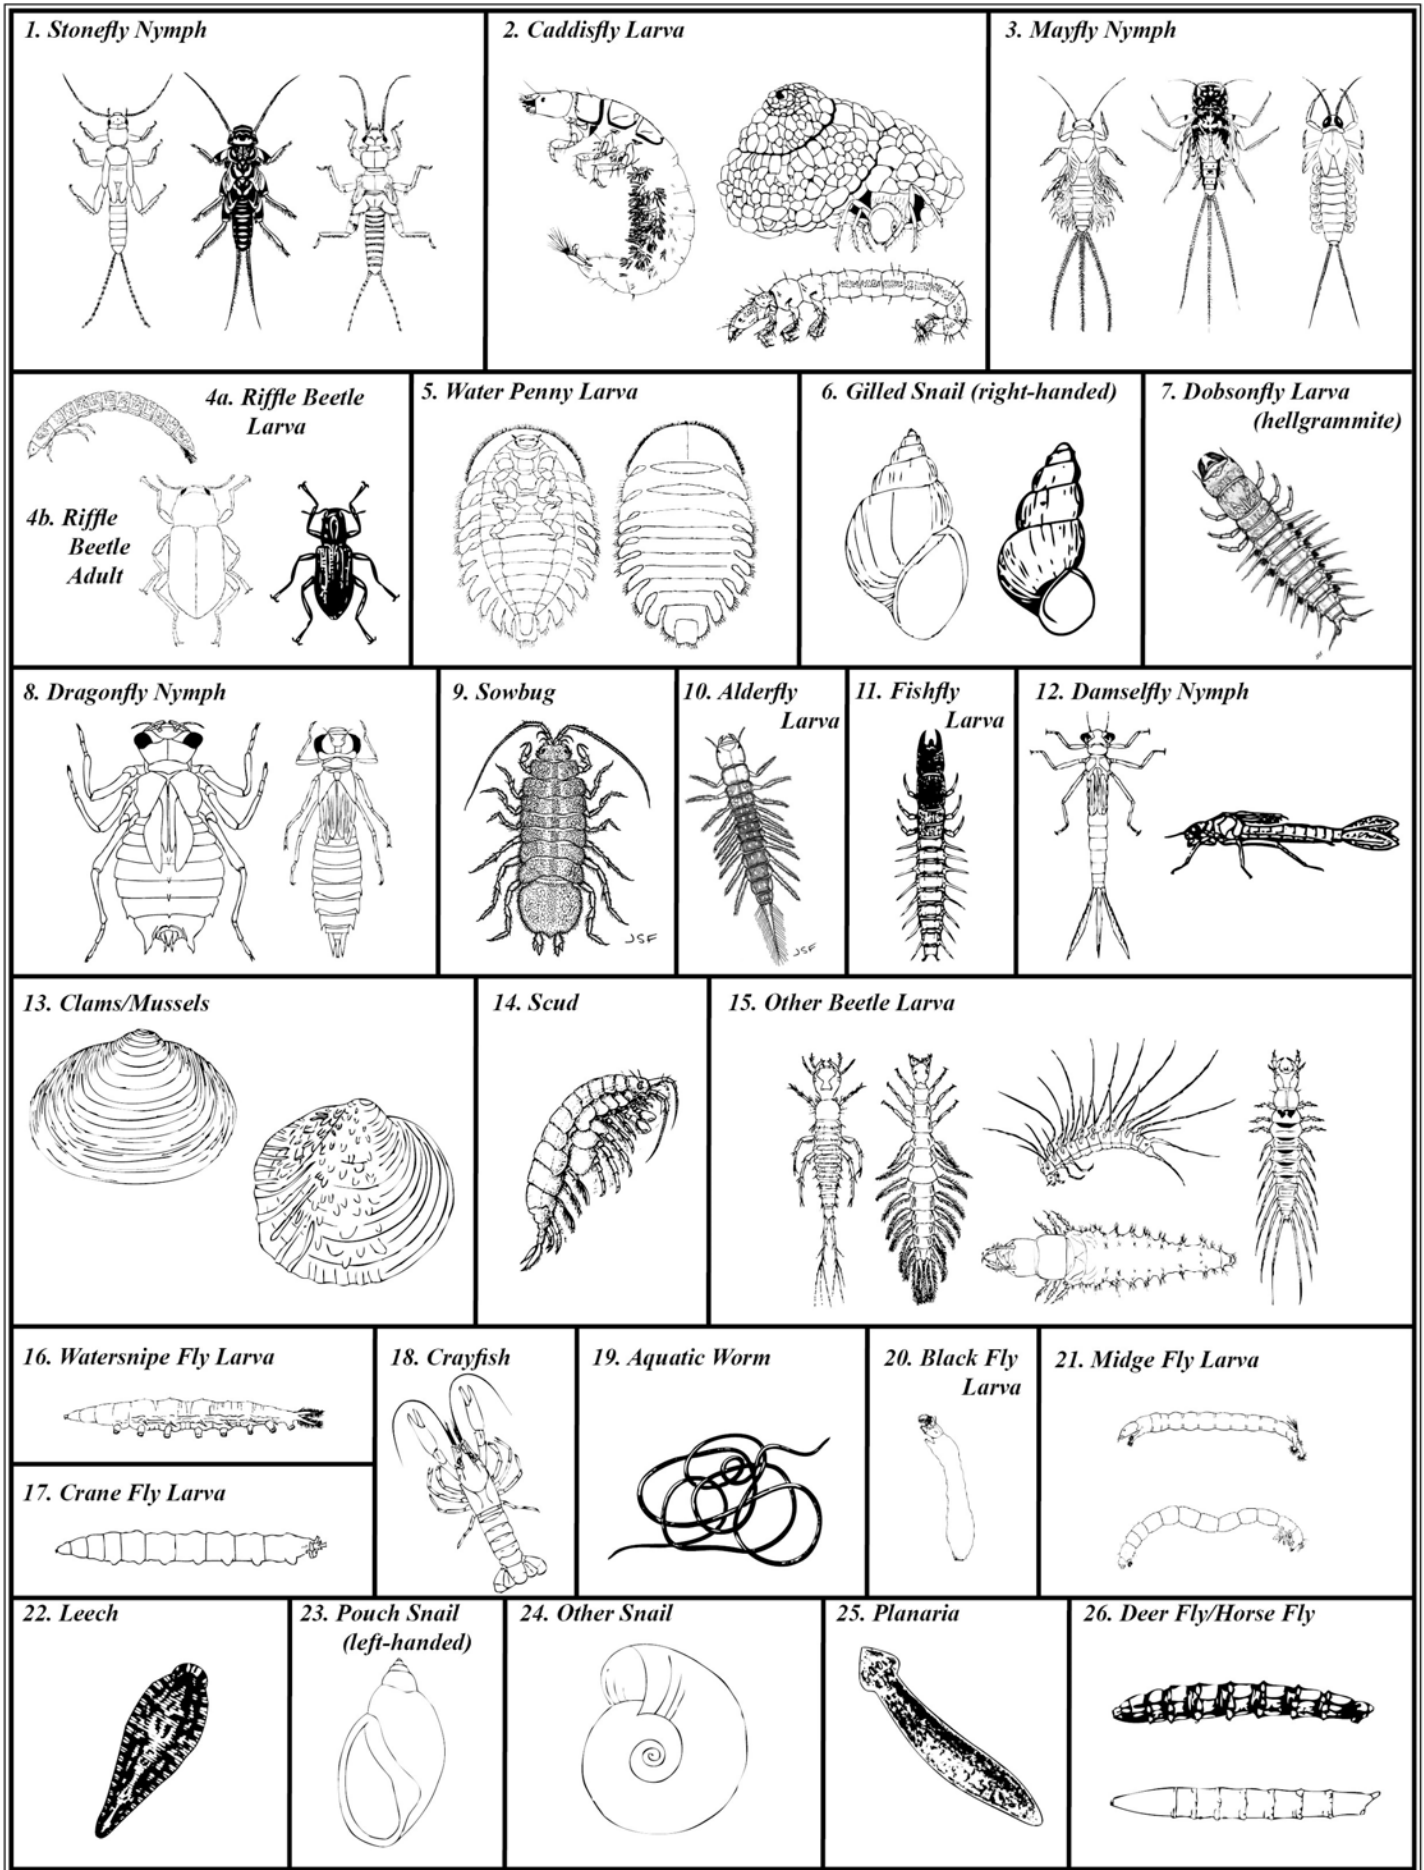 1. Stonefly Nymph
2. Caddisfly Larva
3. Mayfly Nymph
4a. Riffle Beetle
Larva
4b. Riffle
Beetle
Adult
5. Water Penny Larva
6. Gilled Snail (right-handed)
7. Dobsonfly Larva
(hellgrammite)
8. Dragonfly Nymph
9. Sowbug
JSF
10. Alderfly
Larva
JSF
11. Fishfly
Larva
12. Damselfly Nymph
13. Clams/Mussels
14. Scud
15. Other Beetle Larva
16. Watersnipe Fly Larva
17. Crane Fly Larva
18. Crayfish
19. Aquatic Worm
20. Black Fly
Larva
21. Midge Fly Larva
22. Leech
23. Pouch Snail
(left-handed)
24. Other Snail
25. Planaria
26. Deer Fly/Horse Fly